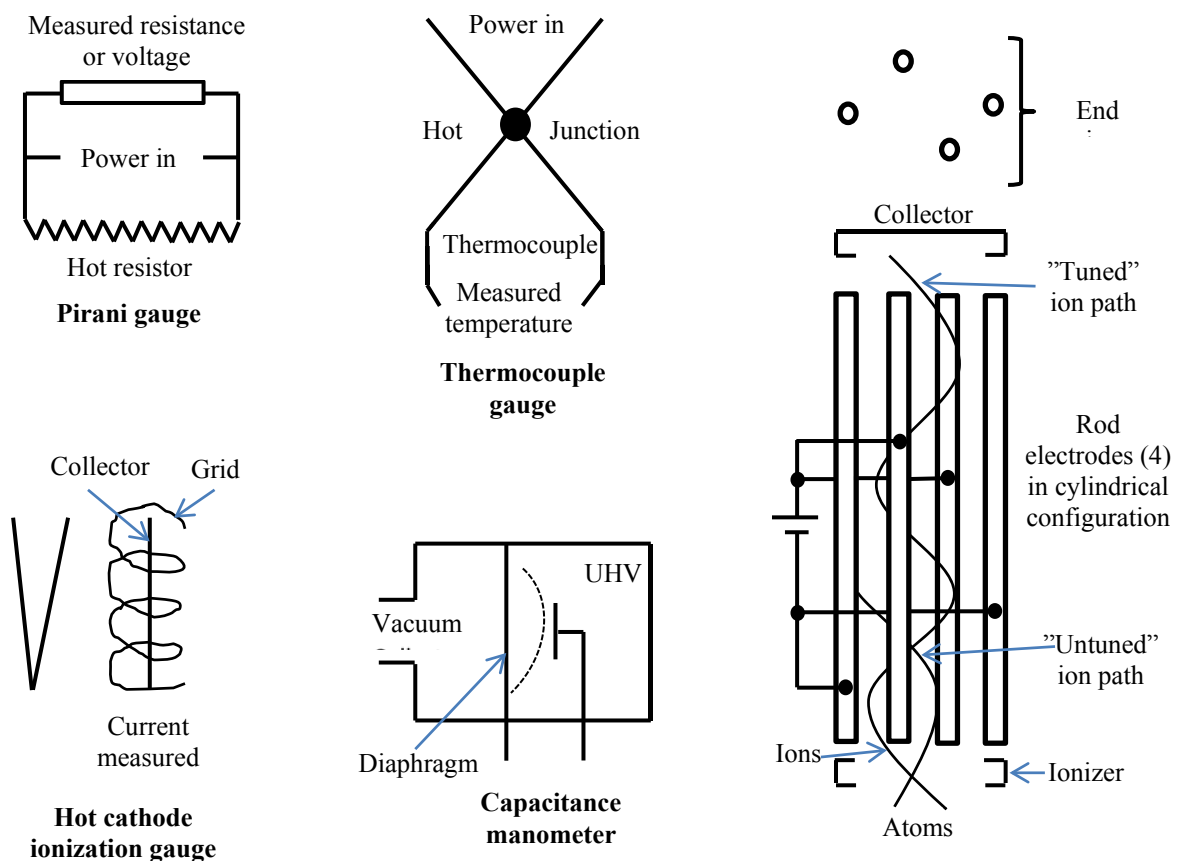 Measured resistance
or voltage
Power in
Hot resistor
Pirani gauge
Power in
Hot Junction
Thermocouple
Measured
temperature
Thermocouple
gauge
End
Collector
”Tuned”
ion path
Rod
electrodes (4)
in cylindrical
configuration
”Untuned”
ion path
Ions
Ionizer
Atoms
Collector
Grid
Current
measured
Hot cathode
ionization gauge
UHV
Vacuum
Diaphragm
Capacitance
manometer